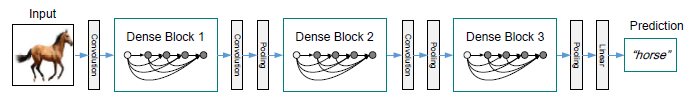 Input
Prediction
Convolution
Dense Block 1
Convolution
Pooling
Dense Block 2
Convolution
Pooling
Dense Block 3
Pooling
Linear
“horse”